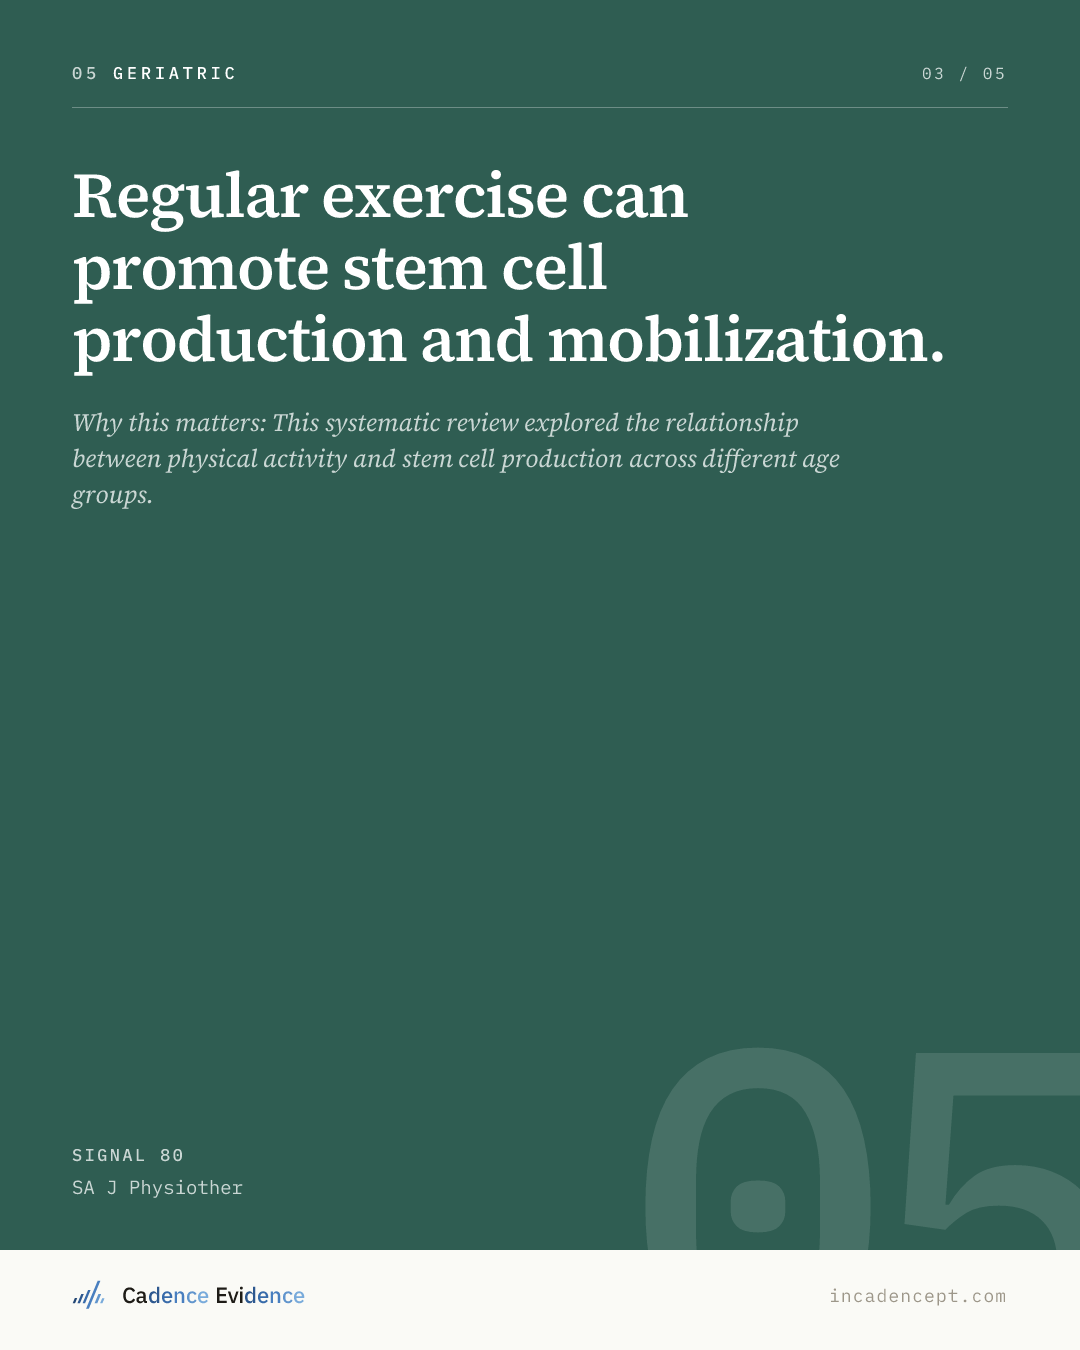 05 GERIATRIC
03 / 05
Regular exercise can
promote stem cell
production and mobilization.
Why this matters: This systematic review explored the relationship
between physical activity and stem cell production across different age
groups.
SIGNAL 80
SA J Physiother
05
Cadence Evidence
incadencept.com